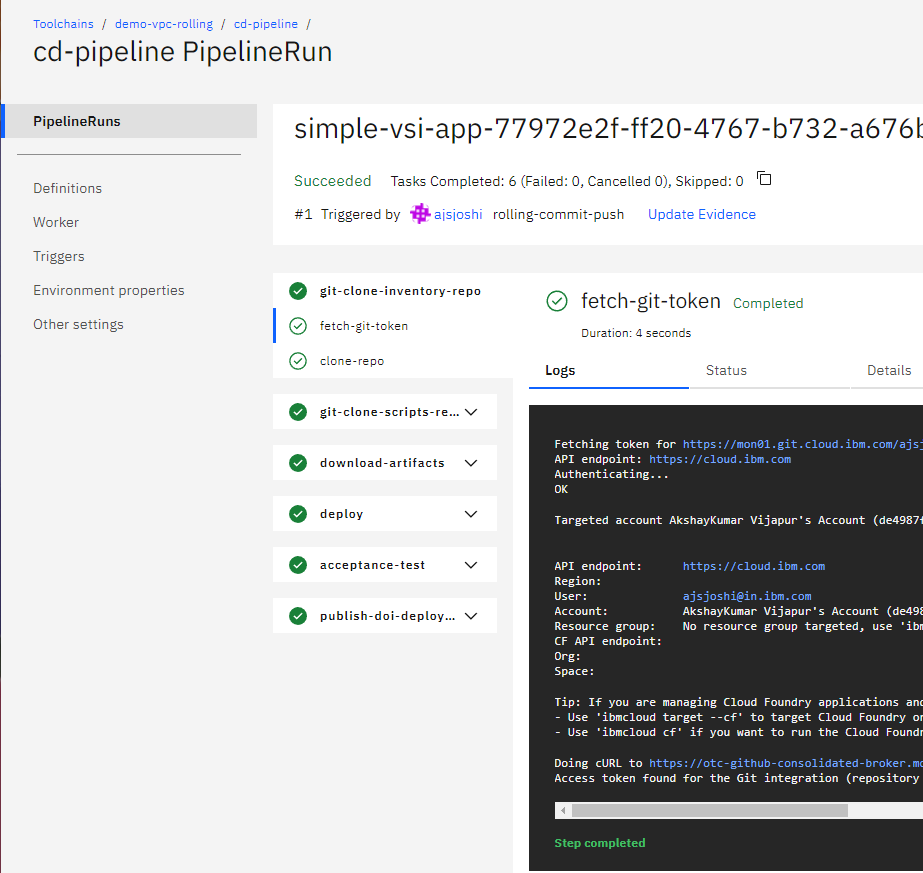 Toolchains / demo-vpc-rolling / cd-pipeline /
cd-pipeline PipelineRun
PipelineRuns
Definitions
Worker
Triggers
Environment properties
Other settings
simple-vsi-app-77972e2f-ff20-4767-b732-a676b
Succeeded Tasks Completed: 6 (Failed: 0, Cancelled 0), Skipped: 0
#1 Triggered by ajsjoshi rolling-commit-push Update Evidence
git-clone-inventory-repo
fetch-git-token
clone-repo
git-clone-scripts-re...
download-artifacts
deploy
acceptance-test
publish-doi-deploy...
fetch-git-token Completed
Duration: 4 seconds
Logs Status Details
Fetching token for https://mon01.git.cloud.ibm.com/ajsj
API endpoint: https://cloud.ibm.com
Authenticating...
OK
Targeted account AkshayKumar Vijapur's Account (de4987f
API endpoint: https://cloud.ibm.com
Region:
User: ajsjoshi@in.ibm.com
Account: AkshayKumar Vijapur's Account (de498
Resource group: No resource group targeted, use 'ibm
CF API endpoint:
Org:
Space:
Tip: If you are managing Cloud Foundry applications and
- Use 'ibmcloud target --cf' to target Cloud Foundry or
- Use 'ibmcloud cf' if you want to run the Cloud Foundr
Doing cURL to https://otc-github-consolidated-broker.mo
Access token found for the Git integration (repository
Step completed